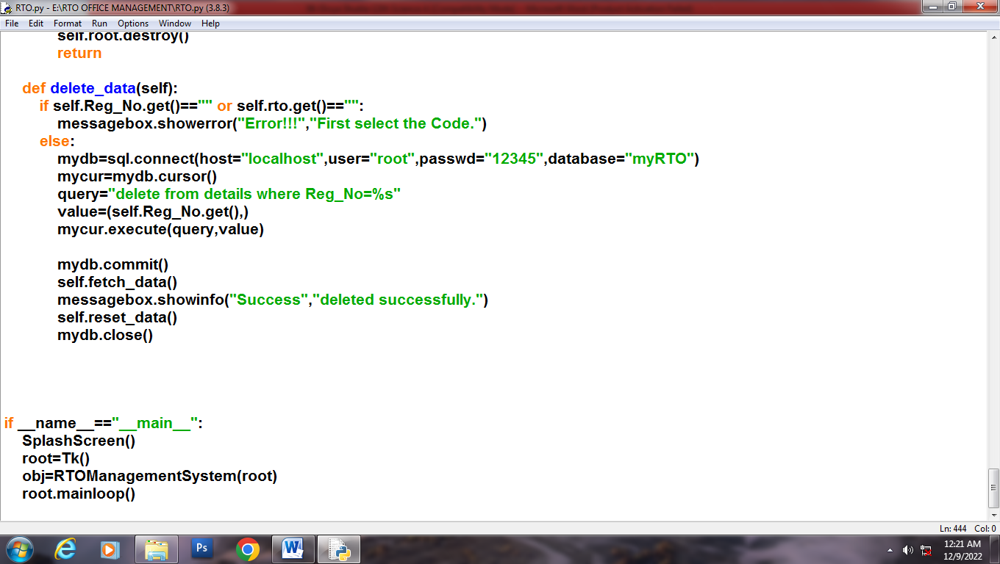 RTO.py - E:\RTO OFFICE MANAGEMENT\RTO.py (3.8.3)
File Edit Format Run Options Window Help
self.root.destroy()
return
def delete_data(self):
if self.Reg_No.get()=="" or self.rto.get()=="":
messagebox.showerror("Error!!!","First select the Code.")
else:
mydb=sql.connect(host="localhost",user="root",passwd="12345",database="myRTO")
mycur=mydb.cursor()
query="delete from details where Reg_No=%s"
value=(self.Reg_No.get(),)
mycur.execute(query,value)
mydb.commit()
self.fetch_data()
messagebox.showinfo("Success","deleted successfully.")
self.reset_data()
mydb.close()
if __name__=="__main__":
SplashScreen()
root=Tk()
obj=RTOManagementSystem(root)
root.mainloop()
Ln: 444 Col: 0
Ps
W
12:21 AM
12/9/2022